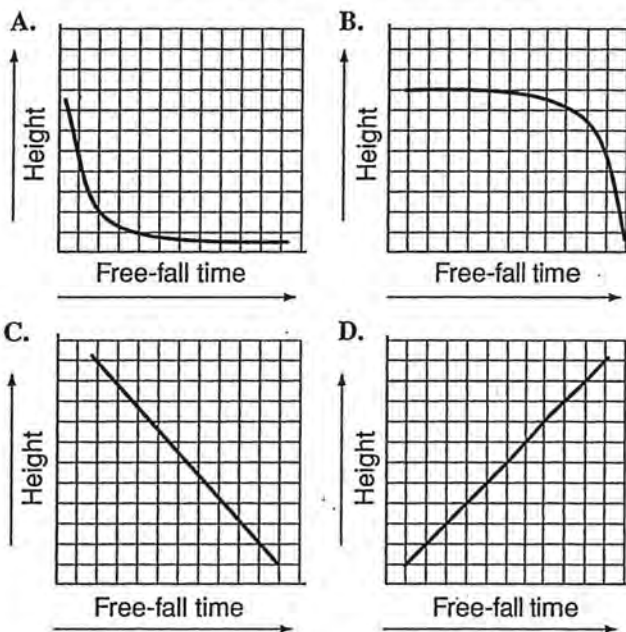 A.
B.
Height
Height
Free-fall time
Free-fall time
C.
D.
Height
Height
Free-fall time
Free-fall time